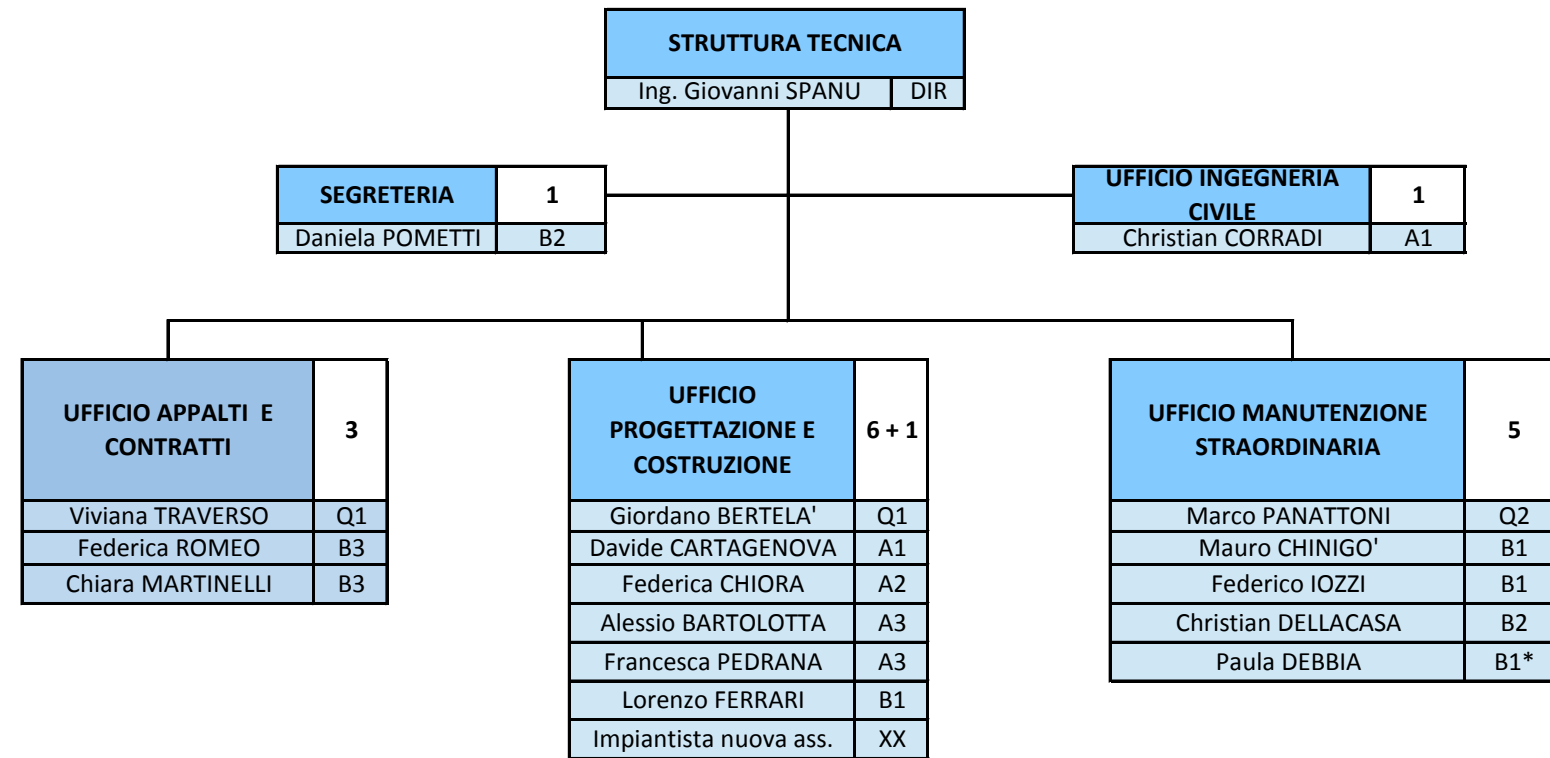 STRUTTURA TECNICA
Ing. Giovanni SPANU DIR
SEGRETERIA 1
Daniela POMETTI B2
UFFICIO INGEGNERIA
CIVILE
1
Christian CORRADI A1
UFFICIO APPALTI E
CONTRATTI
3
Viviana TRAVERSO Q1
Federica ROMEO B3
Chiara MARTINELLI B3
UFFICIO
PROGETTAZIONE E
COSTRUZIONE
6 + 1
Giordano BERTELA' Q1
Davide CARTAGENOVA A1
Federica CHIORA A2
Alessio BARTOLOTTA A3
Francesca PEDRANA A3
Lorenzo FERRARI B1
Impiantista nuova ass. XX
UFFICIO MANUTENZIONE
STRAORDINARIA
5
Marco PANATTONI Q2
Mauro CHINIGO' B1
Federico IOZZI B1
Christian DELLACASA B2
Paula DEBBIA B1*